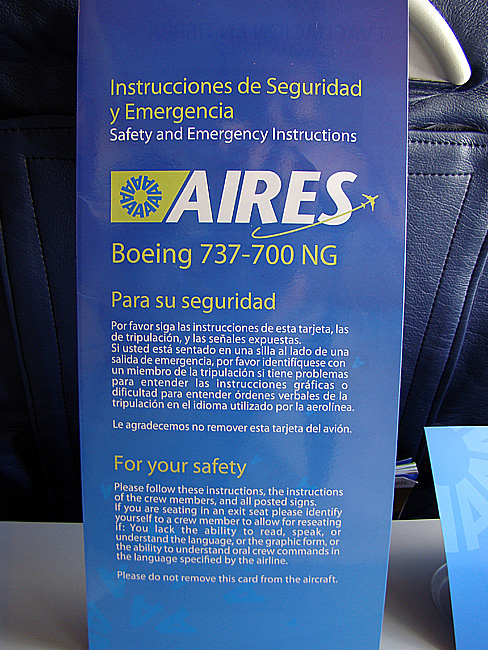 Instrucciones de Seguridad
y Emergencia
Safety and Emergency Instructions
AIRES
Boeing 737-700 NG
Para su seguridad
Por favor siga las instrucciones de esta tarjeta, las
de tripulación, y las señales expuestas.
Si usted está sentado en una silla al lado de una
salida de emergencia, por favor identifíquese con
un miembro de la tripulación si tiene problemas
para entender las instrucciones gráficas o
dificultad para entender órdenes verbales de la
tripulación en el idioma utilizado por la aerolínea.
Le agradecemos no remover esta tarjeta del avión.
For your safety
Please follow these instructions, the instructions
of the crew members, and all posted signs.
If you are seating in an exit seat please identify
yourself to a crew member to allow for reseating
if: You lack the ability to read, speak, or
understand the language, or the graphic form, or
the ability to understand oral crew commands in
the language specified by the airline.
Please do not remove this card from the aircraft.